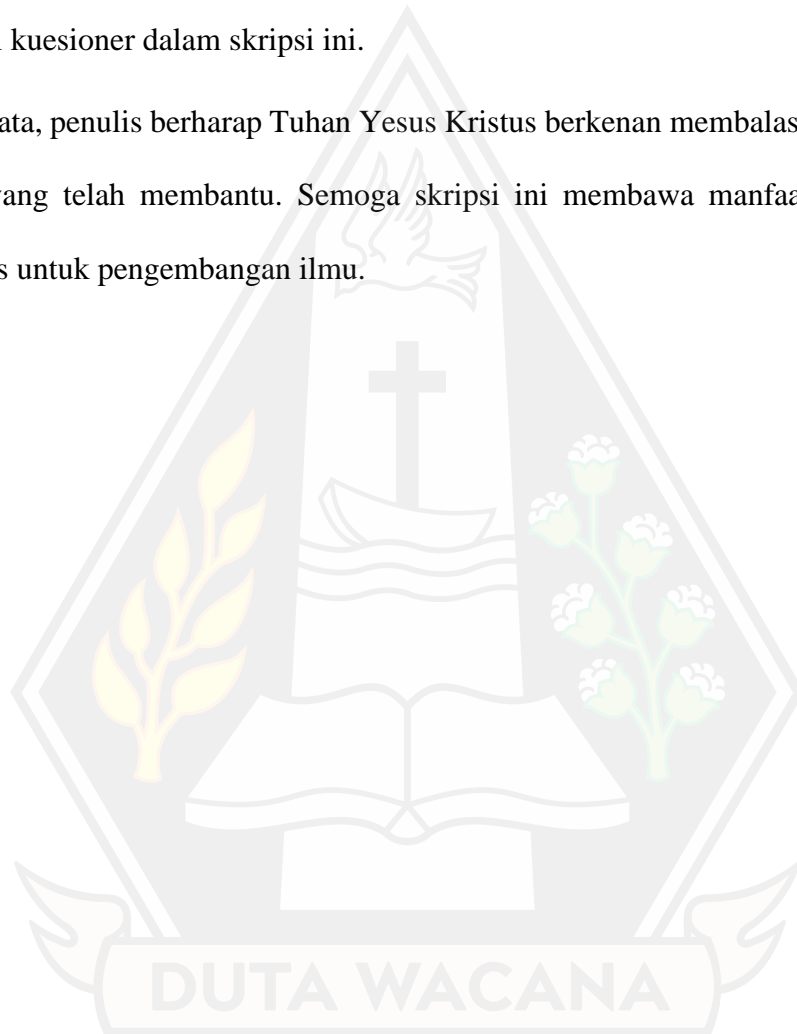 kuesioner dalam skripsi ini.
ata, penulis berharap Tuhan Yesus Kristus berkenan membalas
yang telah membantu. Semoga skripsi ini membawa manfaa
s untuk pengembangan ilmu.
DUTA WACANA